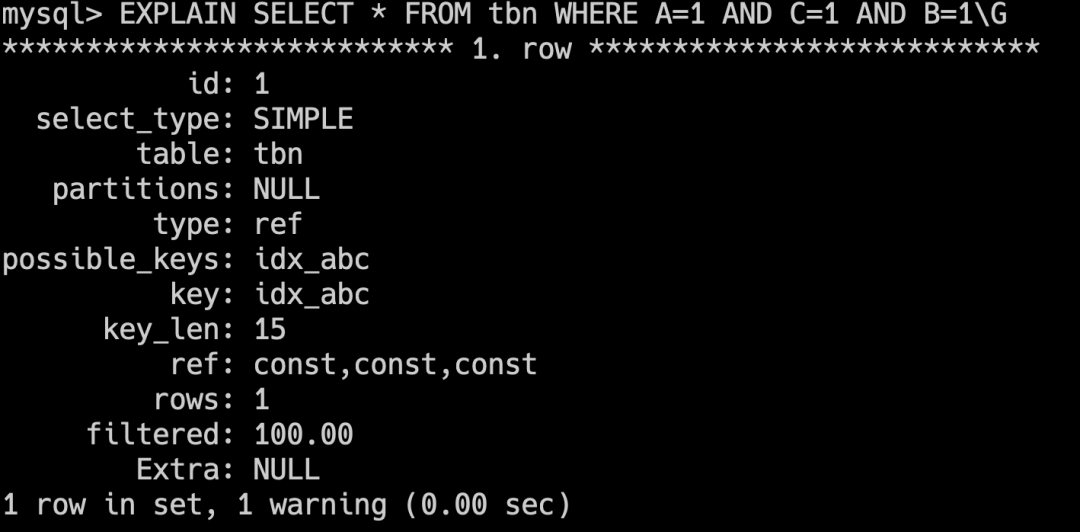 mysql> EXPLAIN SELECT * FROM tbn WHERE A=1 AND C=1 AND B=1\G
*************************** 1. row ***************************
           id: 1
  select_type: SIMPLE
        table: tbn
   partitions: NULL
         type: ref
possible_keys: idx_abc
          key: idx_abc
      key_len: 15
          ref: const,const,const
         rows: 1
     filtered: 100.00
        Extra: NULL
1 row in set, 1 warning (0.00 sec)